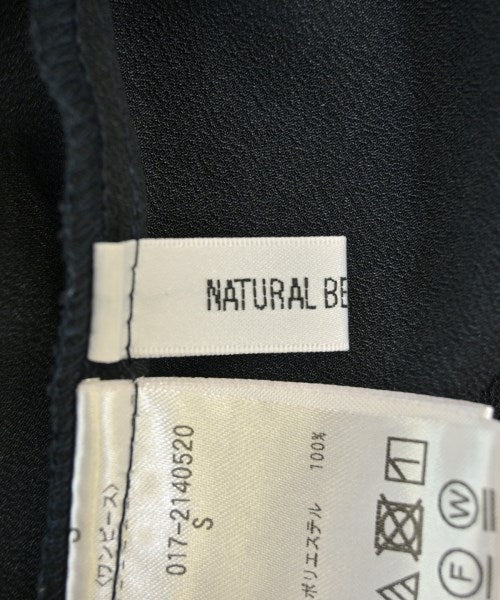 NATURAL BE
〈ワンピース〉
017-2140520
S
ポリエステル 100%
W
F